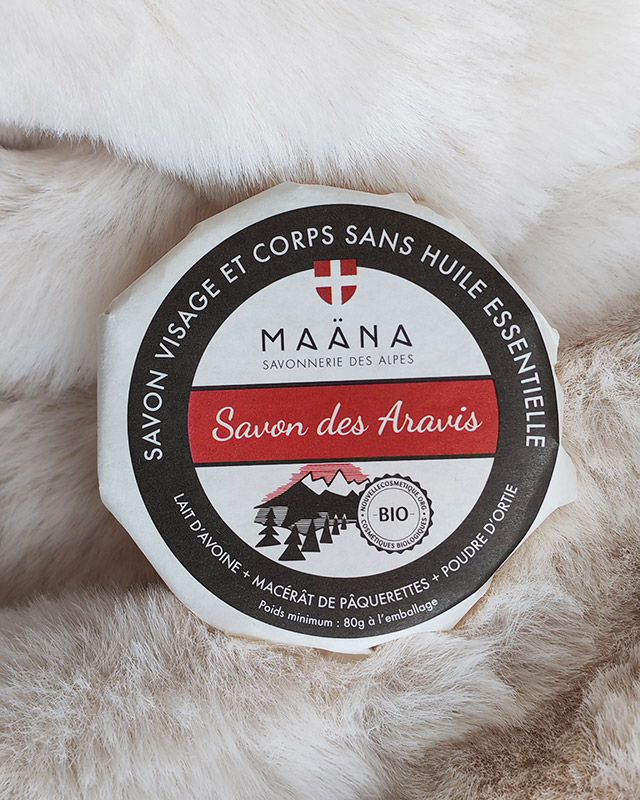 SAVON VISAGE ET CORPS SANS HUILE ESSENTIELLE
MAÄNA
SAVONNERIE DES ALPES
Savon des Aravis
NOUVELLECOSMETIQUE.ORG
-BIO-
COSMÉTIQUES BIOLOGIQUES
LAIT D'AVOINE + MACÉRÂT DE PÂQUERETTES + POUDRE D'ORTIE
Poids minimum : 80g à l'emballage